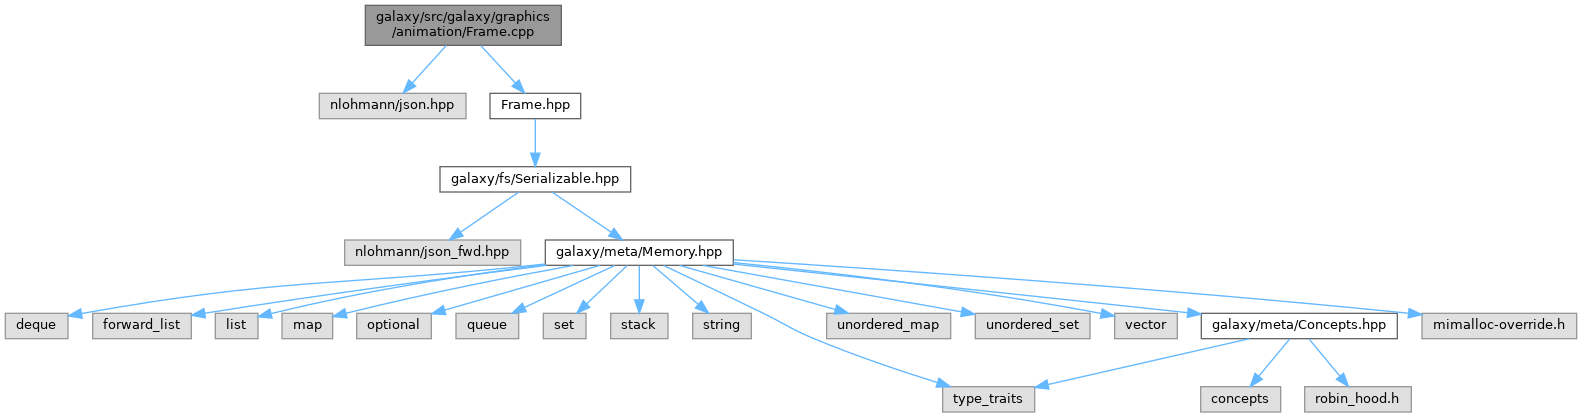 galaxy/src/galaxy/graphics
/animation/Frame.cpp
nlohmann/json.hpp
Frame.hpp
galaxy/fs/Serializable.hpp
nlohmann/json_fwd.hpp
galaxy/meta/Memory.hpp
deque
forward_list
list
map
optional
queue
set
stack
string
unordered_map
unordered_set
vector
galaxy/meta/Concepts.hpp
mimalloc-override.h
type_traits
concepts
robin_hood.h